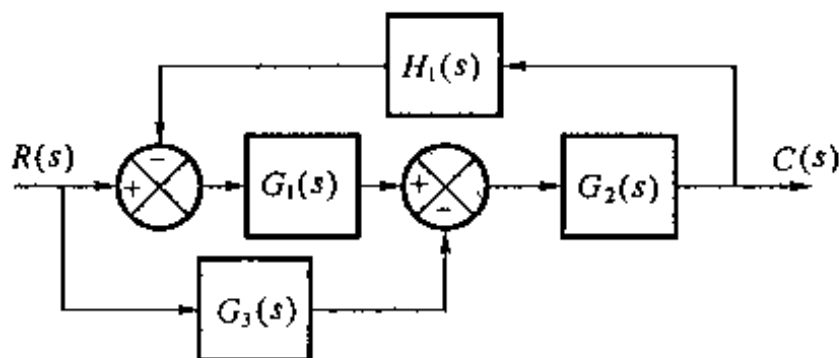 H₁(s)
R(s)
−
+
G₁(s)
+
−
G₂(s)
C(s)
G₃(s)